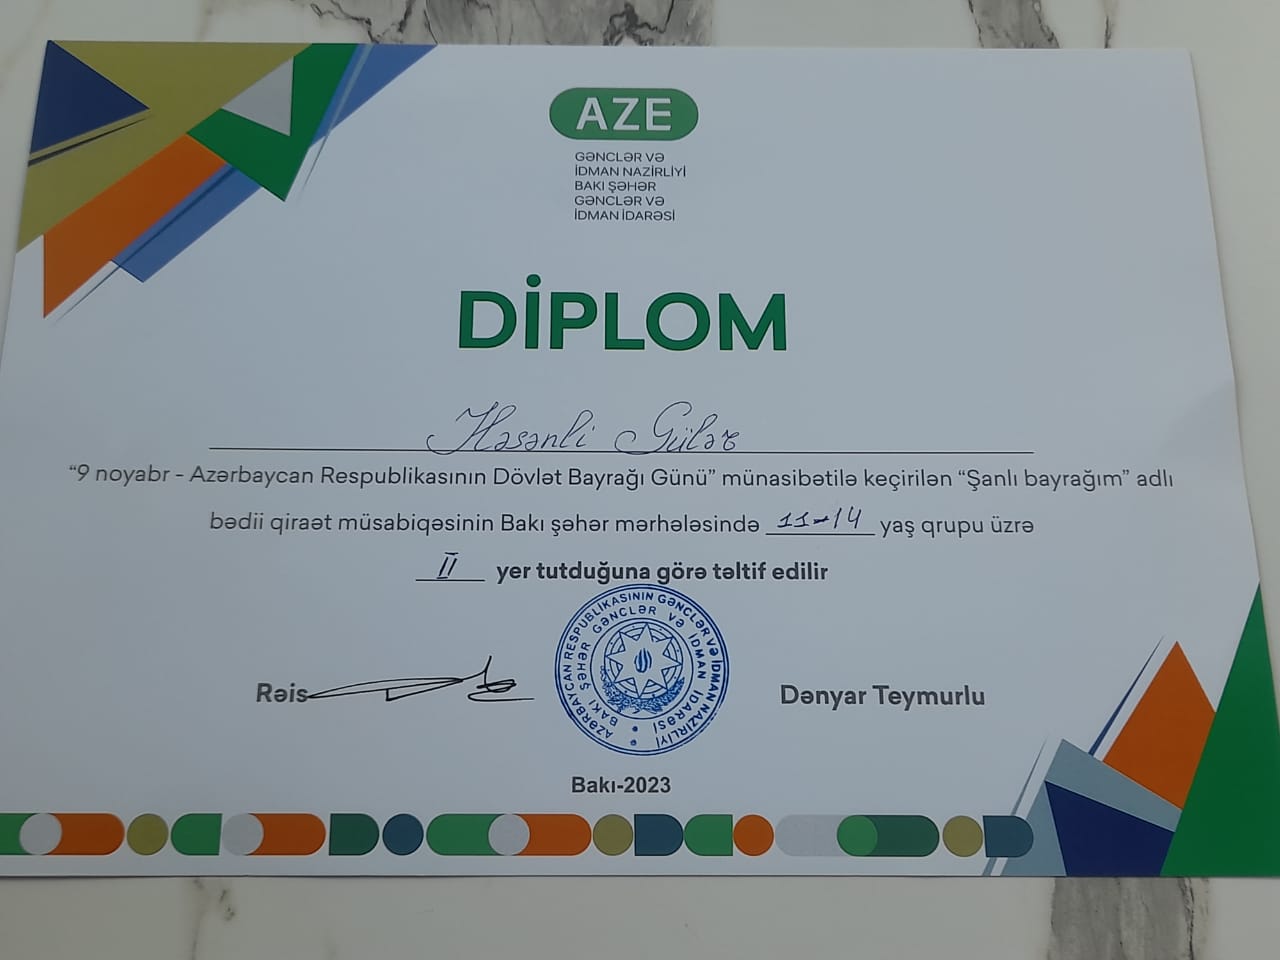 AZE
GƏNCLƏR VƏ
İDMAN NAZİRLİYİ
BAKI ŞƏHƏR
GƏNCLƏR VƏ
İDMAN İDARƏSİ
DİPLOM
Həsənli Gülər
“9 noyabr - Azərbaycan Respublikasının Dövlət Bayrağı Günü” münasibətilə keçirilən “Şanlı bayrağım” adlı
bədii qiraət müsabiqəsinin Bakı şəhər mərhələsində 11-14 yaş qrupu üzrə
II yer tutduğuna görə təltif edilir
AZƏRBAYCAN RESPUBLİKASININ GƏNCLƏR VƏ İDMAN NAZİRLİYİ
BAKI ŞƏHƏR GƏNCLƏR VƏ İDMAN İDARƏSİ
Rəis
Dənyar Teymurlu
Bakı-2023